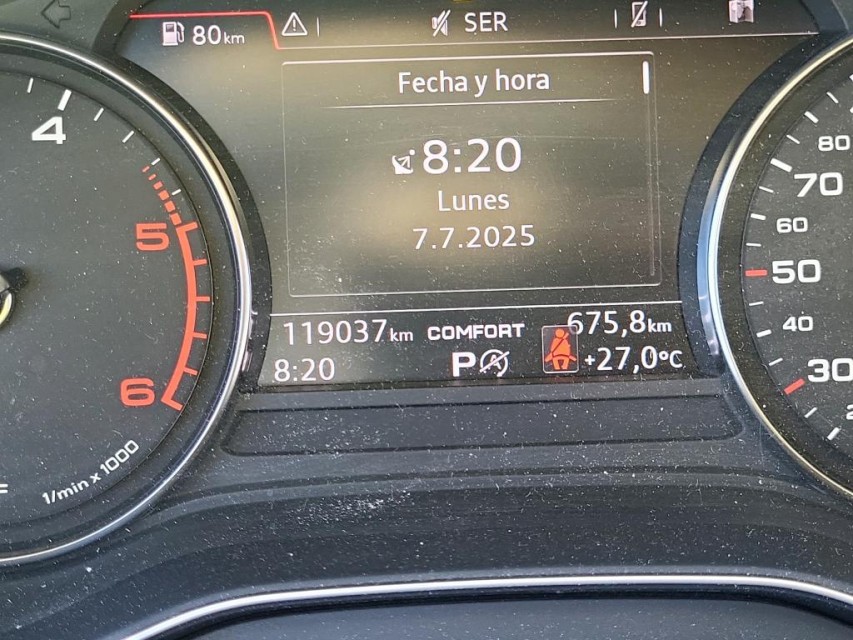 80km
SER
Fecha y hora
8:20
Lunes
7.7.2025
119037km COMFORT 675,8km
8:20 P +27,0°C
4
5
6
1/min x 1000
80
70
60
50
40
30